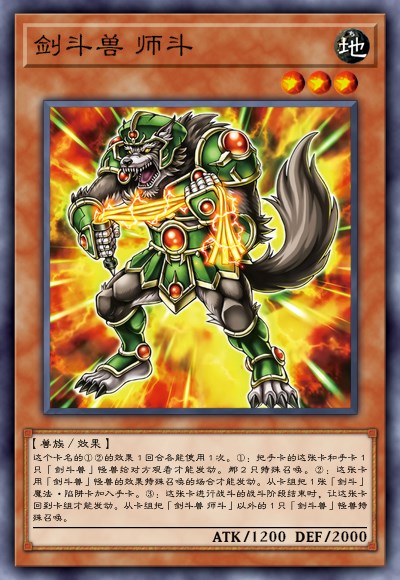 剑斗兽 师斗
地
【兽族／效果】
这个卡名的①②的效果1回合各能使用1次。①：把手卡的这张卡和手卡1
只「剑斗兽」怪兽给对方观看才能发动。那2只特殊召唤。②：这张卡
用「剑斗兽」怪兽的效果特殊召唤的场合才能发动。从卡组把1张「剑斗兽」
魔法·陷阱卡加入手卡。③：这张卡进行战斗的战斗阶段结束时，让这张卡
回到卡组才能发动。从卡组把「剑斗兽 师斗」以外的1只「剑斗兽」怪兽特
殊召唤。
ATK/1200 DEF/2000